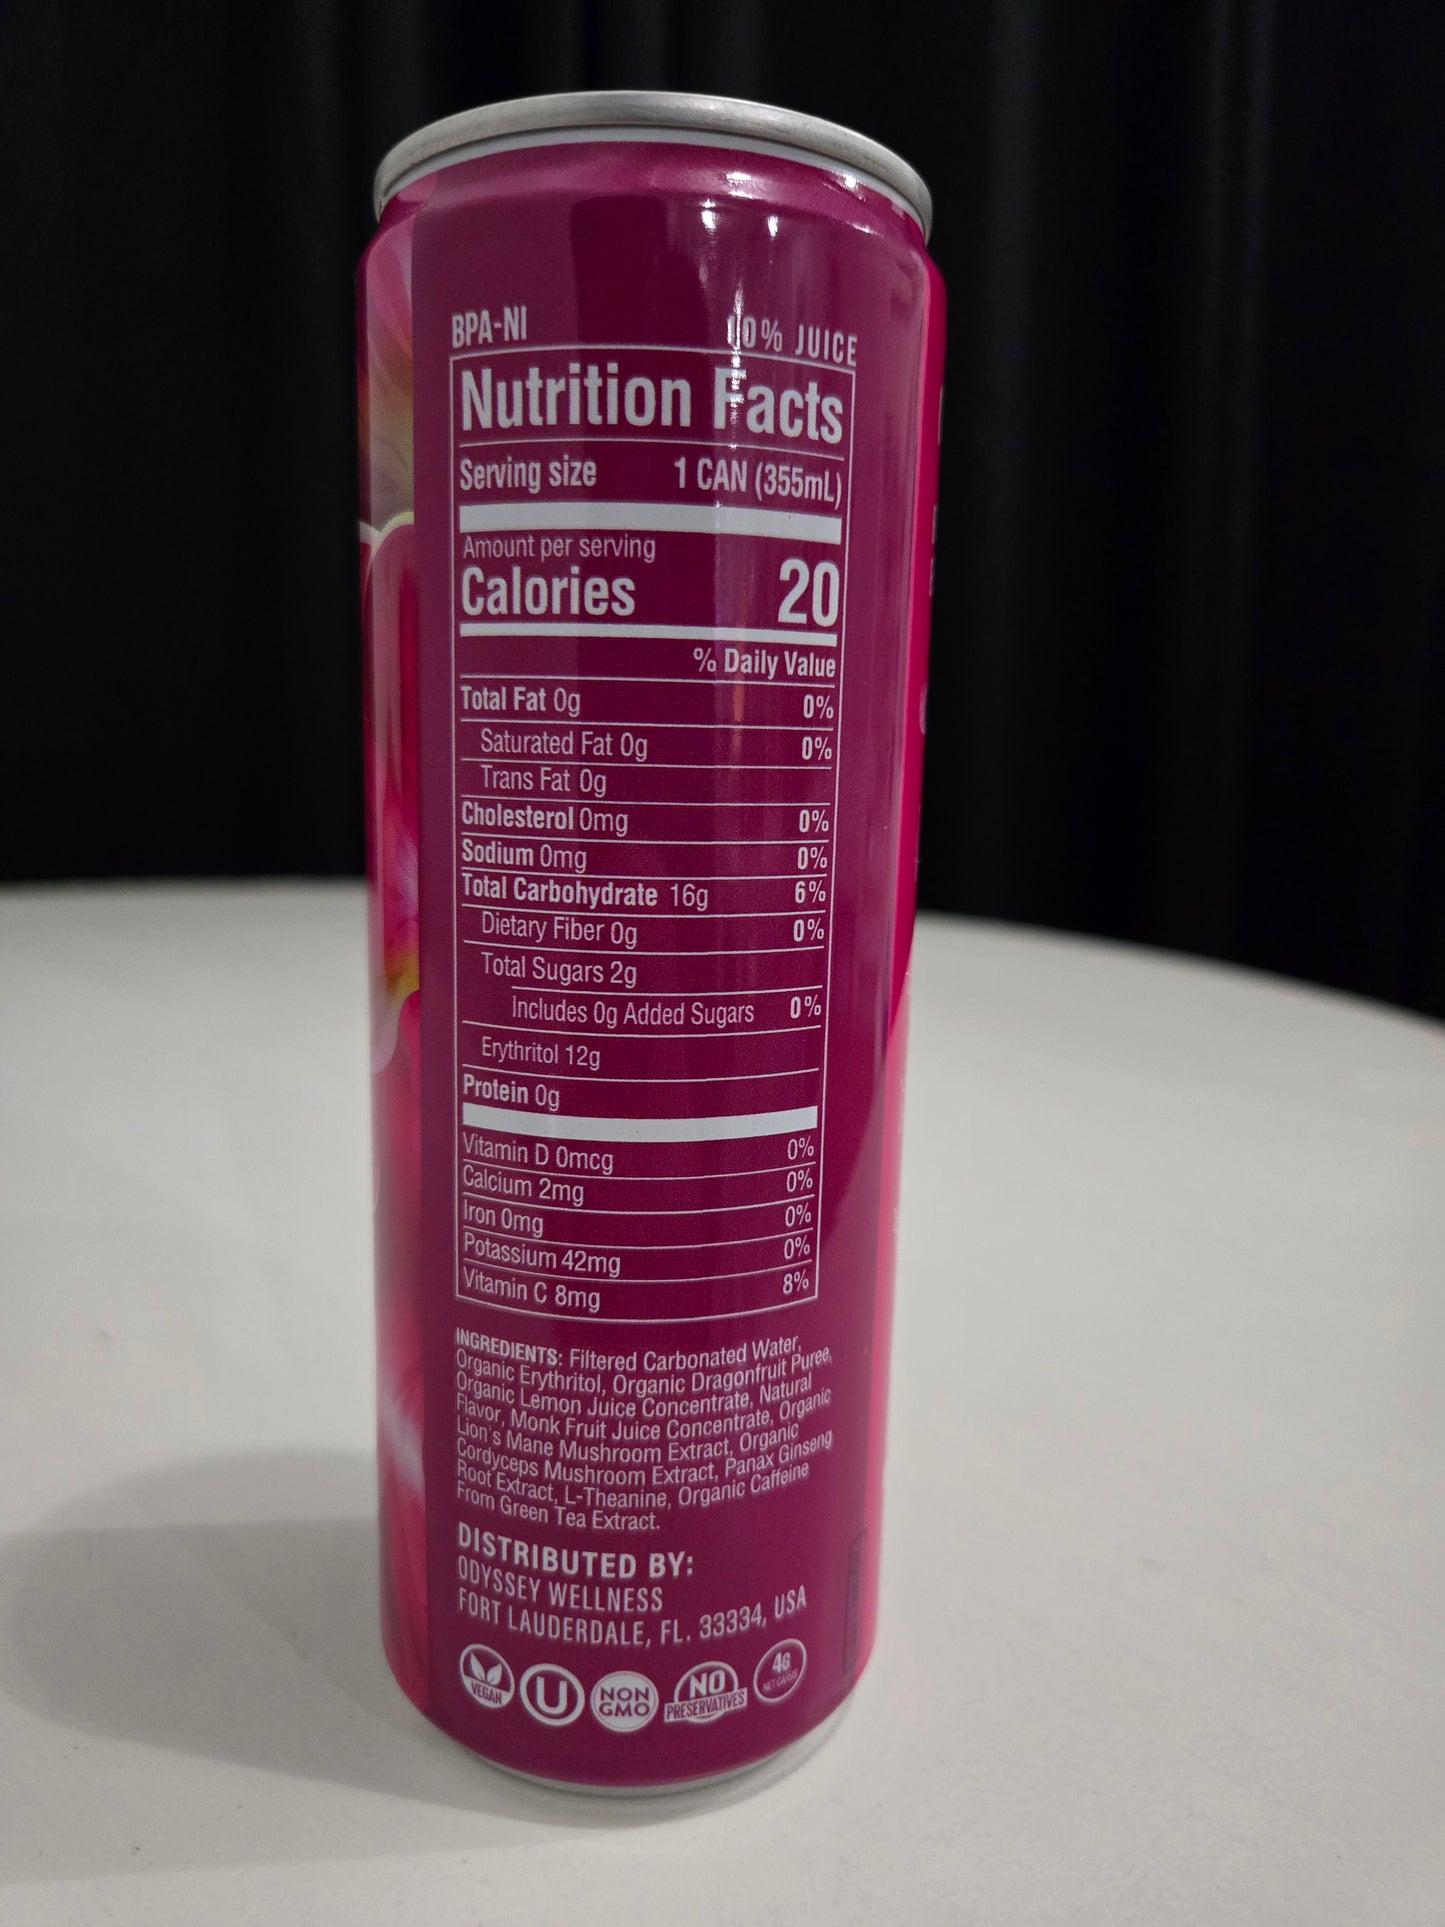 BPA-NI 10% JUICE
Nutrition Facts
Serving size 1 CAN (355mL)
Amount per serving
Calories 20
% Daily Value
Total Fat 0g 0%
Saturated Fat 0g 0%
Trans Fat 0g
Cholesterol 0mg 0%
Sodium 0mg 0%
Total Carbohydrate 16g 6%
Dietary Fiber 0g 0%
Total Sugars 2g
Includes 0g Added Sugars 0%
Erythritol 12g
Protein 0g
Vitamin D 0mcg 0%
Calcium 2mg 0%
Iron 0mg 0%
Potassium 42mg 0%
Vitamin C 8mg 8%
INGREDIENTS: Filtered Carbonated Water,
Organic Erythritol, Organic Dragonfruit Puree,
Organic Lemon Juice Concentrate, Natural
Flavor, Monk Fruit Juice Concentrate, Organic
Lion's Mane Mushroom Extract, Organic
Cordyceps Mushroom Extract, Panax Ginseng
Root Extract, L-Theanine, Organic Caffeine
From Green Tea Extract.
DISTRIBUTED BY:
ODYSSEY WELLNESS
FORT LAUDERDALE, FL. 33334, USA
VEGAN
U
NON
GMO
NO
PRESERVATIVES
4G
NET CARBS